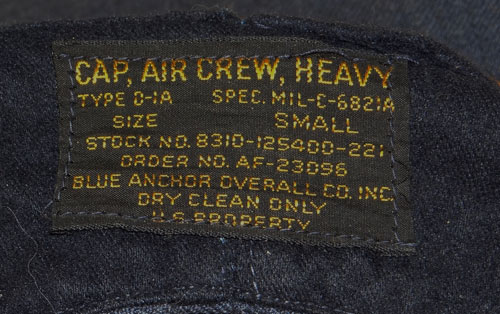 CAP, AIR CREW, HEAVY
TYPE D-1A SPEC. MIL-C-6821A
SIZE SMALL
STOCK NO. 8310-125400-221
ORDER NO. AF-23096
BLUE ANCHOR OVERALL CO. INC.
DRY CLEAN ONLY
U.S. PROPERTY